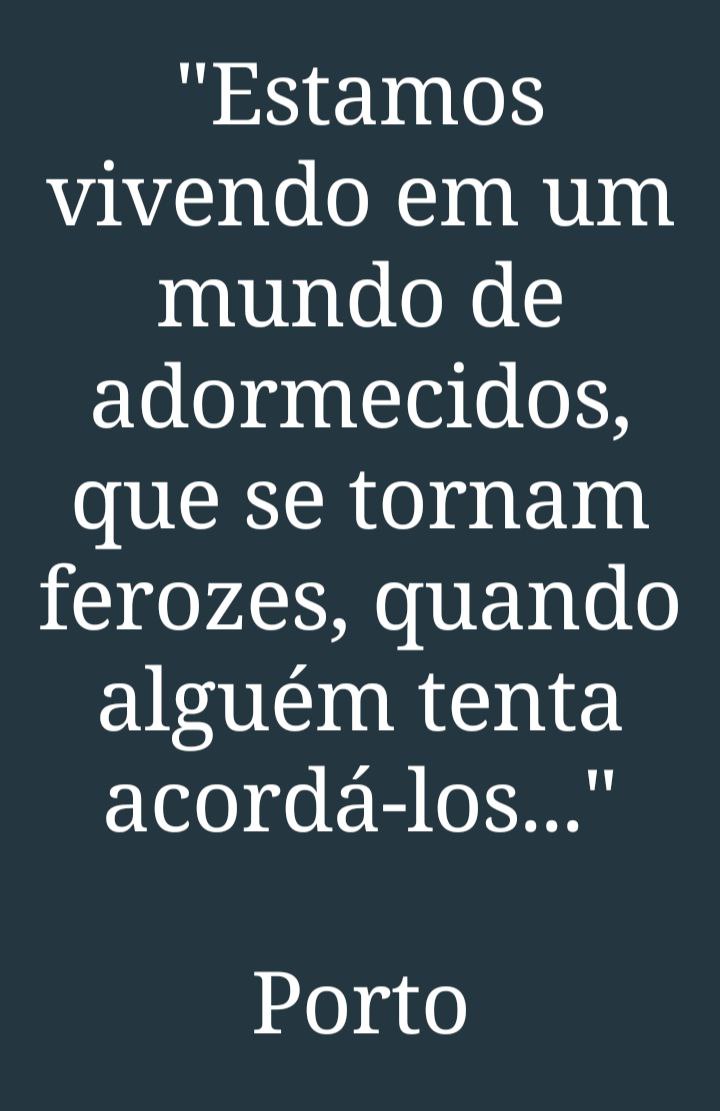 "Estamos
vivendo em um
mundo de
adormecidos,
que se tornam
ferozes, quando
alguém tenta
acordá-los..."
Porto